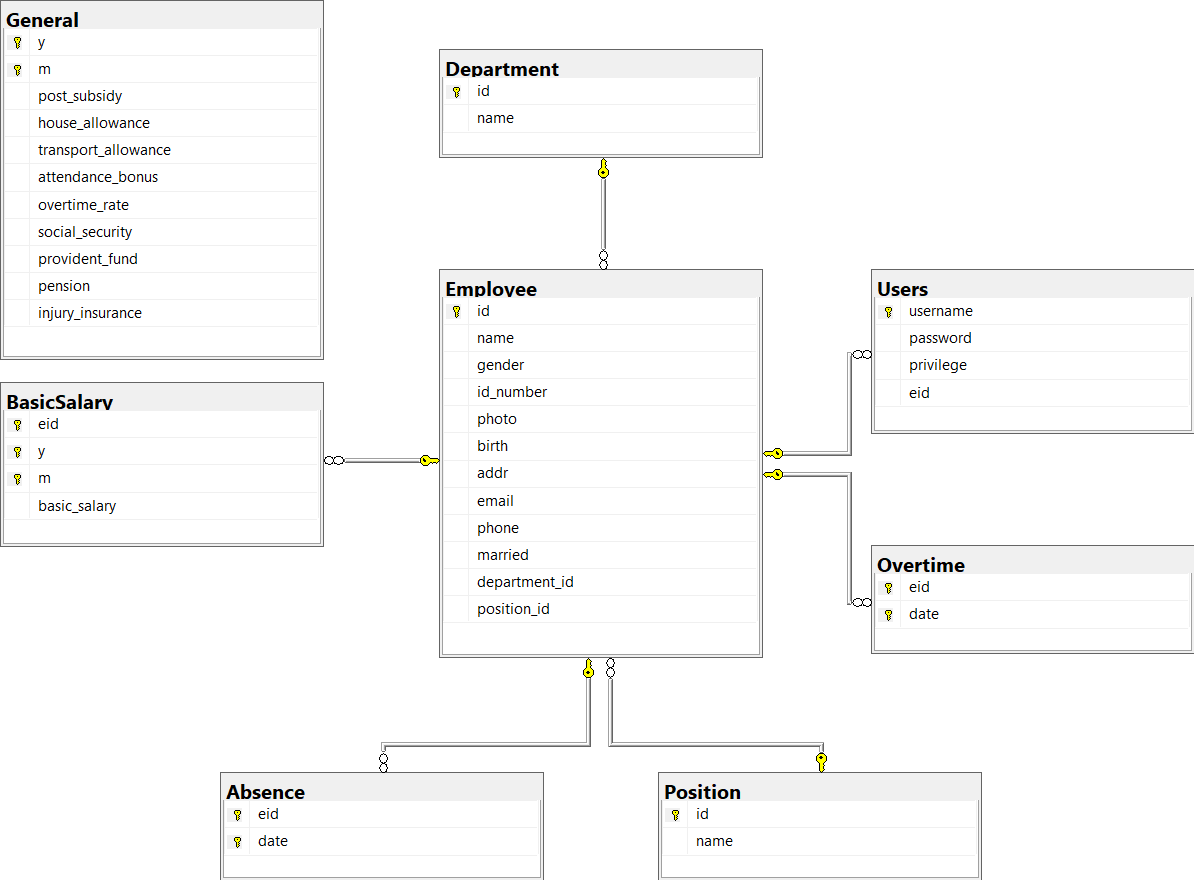 General
y
m
post_subsidy
house_allowance
transport_allowance
attendance_bonus
overtime_rate
social_security
provident_fund
pension
injury_insurance
Department
id
name
Employee
id
name
gender
id_number
photo
birth
addr
email
phone
married
department_id
position_id
Users
username
password
privilege
eid
BasicSalary
eid
y
m
basic_salary
Overtime
eid
date
Absence
eid
date
Position
id
name